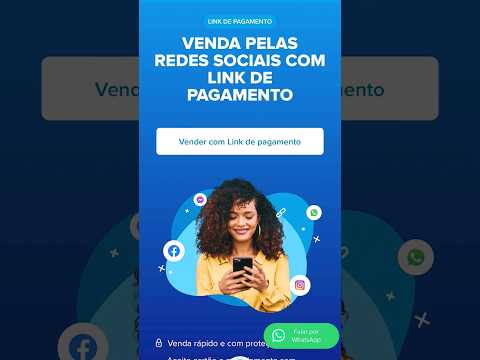 LINK DE PAGAMENTO
VENDA PELAS
REDES SOCIAIS COM
LINK DE
PAGAMENTO
Vender com Link de pagamento
Venda rápido e com
Falar por
WhatsApp